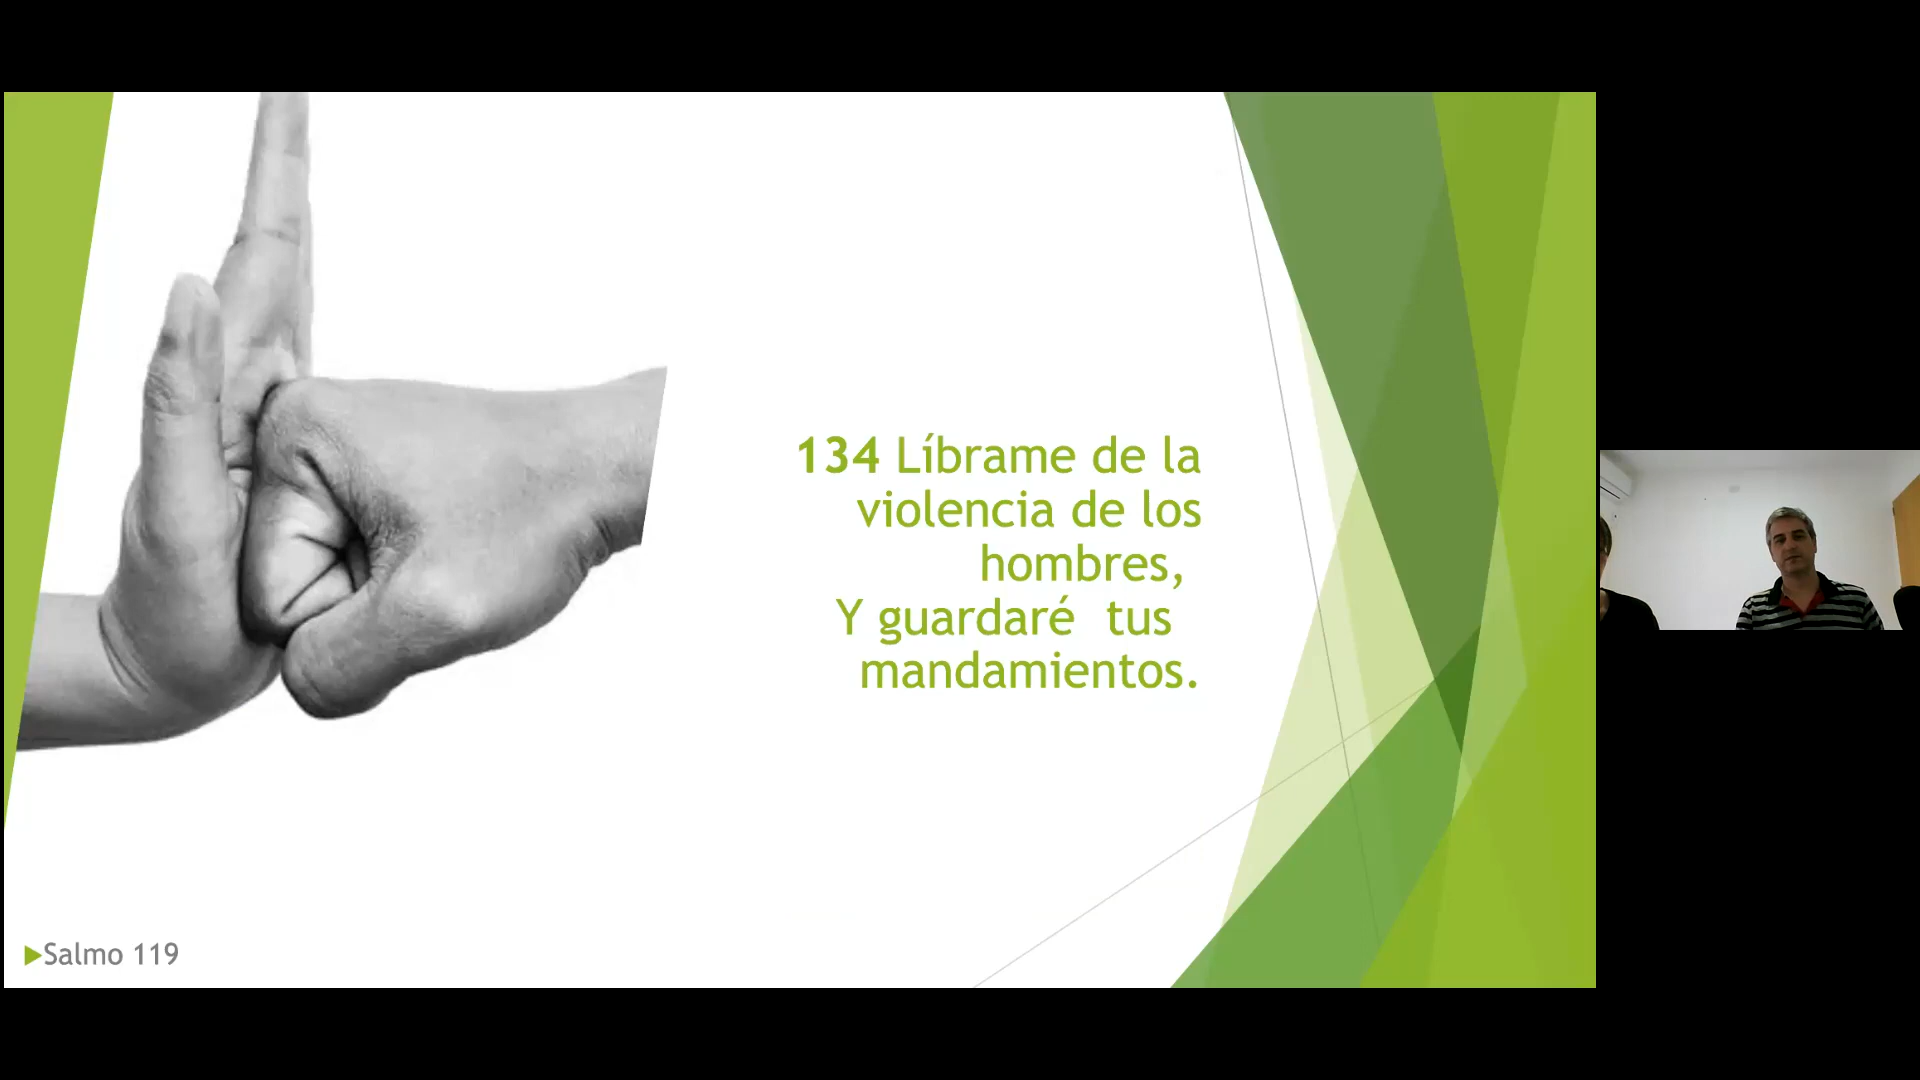 134 Líbrame de la
violencia de los
hombres,
Y guardaré tus
mandamientos.
Salmo 119